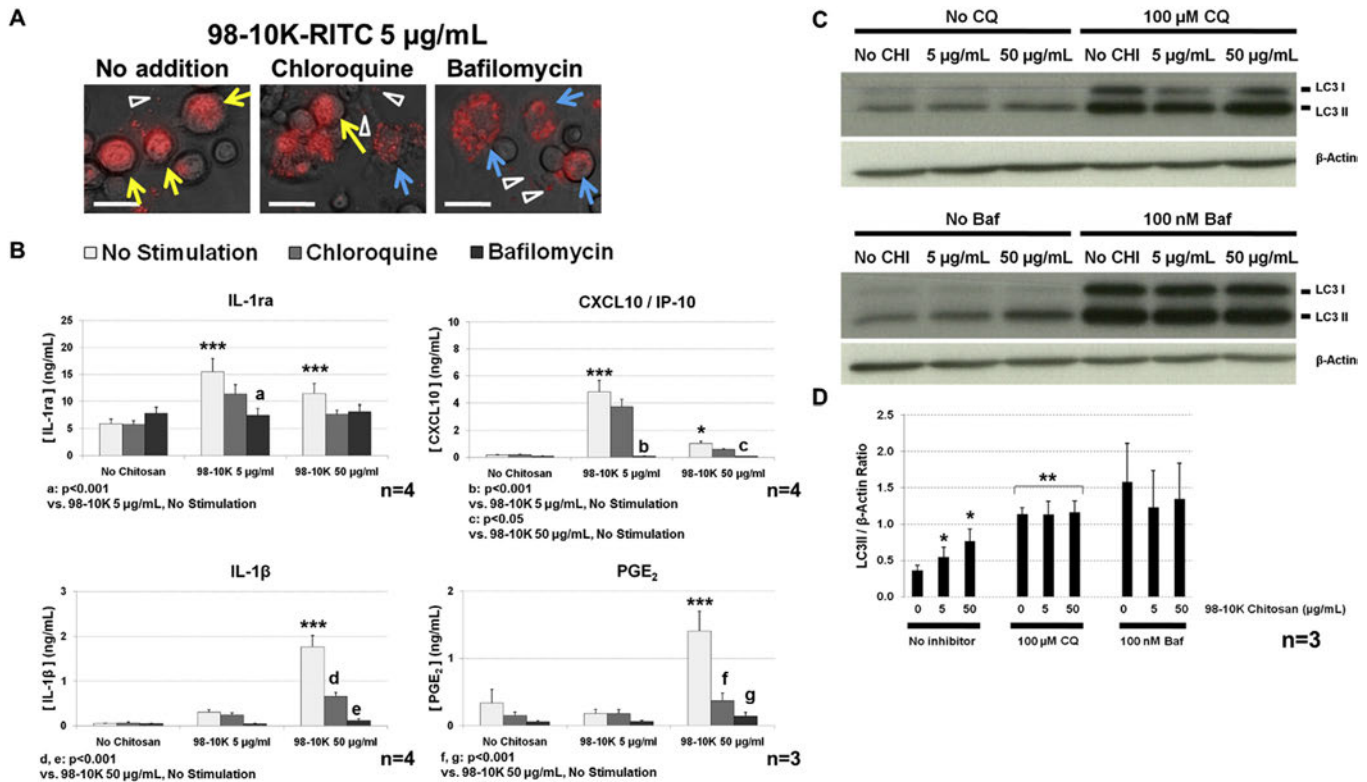 A
98-10K-RITC 5 µg/mL
No addition Chloroquine Bafilomycin
B
No Stimulation Chloroquine Bafilomycin
IL-1ra
[ IL-1ra ] (ng/mL)
25
20
15
10
5
0
***
a
***
No Chitosan 98-10K 5 µg/ml 98-10K 50 µg/ml
a: p<0.001
vs. 98-10K 5 µg/mL, No Stimulation
n=4
CXCL10 / IP-10
[ CXCL10 ] (ng/mL)
10
8
6
4
2
0
***
b
*
c
No Chitosan 98-10K 5 µg/ml 98-10K 50 µg/ml
b: p<0.001
vs. 98-10K 5 µg/mL, No Stimulation
c: p<0.05
vs. 98-10K 50 µg/mL, No Stimulation
n=4
IL-1β
[ IL-1β ] (ng/mL)
3
2
1
0
***
d
e
No Chitosan 98-10K 5 µg/ml 98-10K 50 µg/ml
d, e: p<0.001
vs. 98-10K 50 µg/mL, No Stimulation
n=4
PGE2
[ PGE2 ] (ng/mL)
2
1
0
***
f
g
No Chitosan 98-10K 5 µg/ml 98-10K 50 µg/ml
f, g: p<0.001
vs. 98-10K 50 µg/mL, No Stimulation
n=3
C
No CQ 100 µM CQ
No CHI 5 µg/mL 50 µg/mL No CHI 5 µg/mL 50 µg/mL
LC3 I
LC3 II
β-Actin
No Baf 100 nM Baf
No CHI 5 µg/mL 50 µg/mL No CHI 5 µg/mL 50 µg/mL
LC3 I
LC3 II
β-Actin
D
LC3II / β-Actin Ratio
2.5
2.0
1.5
1.0
0.5
0.0
*
*
**
0 5 50 0 5 50 0 5 50 98-10K Chitosan (µg/mL)
No inhibitor 100 µM CQ 100 nM Baf
n=3